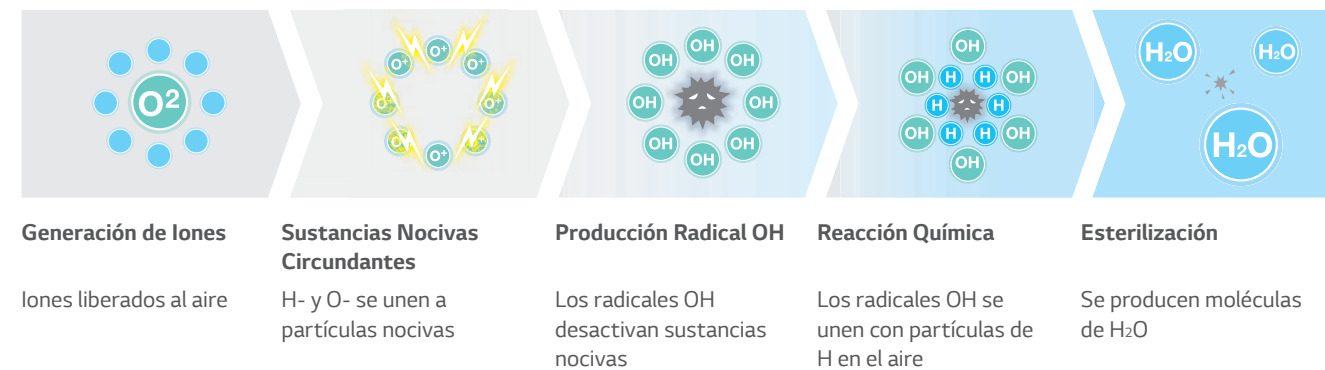 O²
O⁺ O⁺ O⁺
O⁺ O⁺
O⁺ O⁺ O⁺
OH
OH OH
OH OH
OH OH
OH
OH
OH H H OH
H H
OH H H OH
OH
H₂O H₂O
H₂O
Generación de Iones
Iones liberados al aire
Sustancias Nocivas
Circundantes
H- y O- se unen a
partículas nocivas
Producción Radical OH
Los radicales OH
desactivan sustancias
nocivas
Reacción Química
Los radicales OH se
unen con partículas de
H en el aire
Esterilización
Se producen moléculas
de H₂O